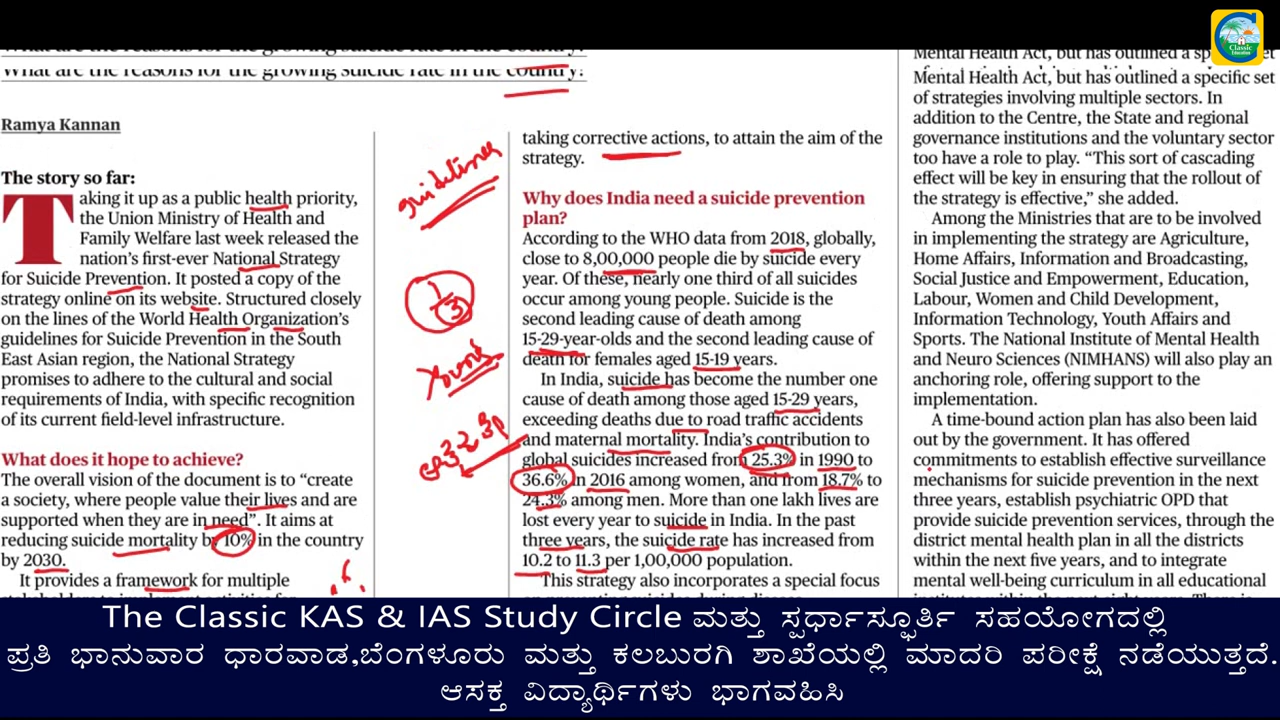 What are the reasons for the growing suicide rate in the country?
What are the reasons for the growing suicide rate in the country?
Ramya Kannan
The story so far:
Taking it up as a public health priority,
the Union Ministry of Health and
Family Welfare last week released the
nation's first-ever National Strategy
for Suicide Prevention. It posted a copy of the
strategy online on its website. Structured closely
on the lines of the World Health Organization's
guidelines for Suicide Prevention in the South
East Asian region, the National Strategy
promises to adhere to the cultural and social
requirements of India, with specific recognition
of its current field-level infrastructure.
What does it hope to achieve?
The overall vision of the document is to "create
a society, where people value their lives and are
supported when they are in need". It aims at
reducing suicide mortality by 10% in the country
by 2030.
It provides a framework for multiple
guidelines
1/3
young
taking corrective actions, to attain the aim of the
strategy.
Why does India need a suicide prevention
plan?
According to the WHO data from 2018, globally,
close to 8,00,000 people die by suicide every
year. Of these, nearly one third of all suicides
occur among young people. Suicide is the
second leading cause of death among
15-29-year-olds and the second leading cause of
death for females aged 15-19 years.
In India, suicide has become the number one
cause of death among those aged 15-29 years,
exceeding deaths due to road traffic accidents
and maternal mortality. India's contribution to
global suicides increased from 25.3% in 1990 to
36.6% in 2016 among women, and from 18.7% to
24.3% among men. More than one lakh lives are
lost every year to suicide in India. In the past
three years, the suicide rate has increased from
10.2 to 11.3 per 1,00,000 population.
This strategy also incorporates a special focus
Mental Health Act, but has outlined a specific set
Mental Health Act, but has outlined a specific set
of strategies involving multiple sectors. In
addition to the Centre, the State and regional
governance institutions and the voluntary sector
too have a role to play. "This sort of cascading
effect will be key in ensuring that the rollout of
the strategy is effective," she added.
Among the Ministries that are to be involved
in implementing the strategy are Agriculture,
Home Affairs, Information and Broadcasting,
Social Justice and Empowerment, Education,
Labour, Women and Child Development,
Information Technology, Youth Affairs and
Sports. The National Institute of Mental Health
and Neuro Sciences (NIMHANS) will also play an
anchoring role, offering support to the
implementation.
A time-bound action plan has also been laid
out by the government. It has offered
commitments to establish effective surveillance
mechanisms for suicide prevention in the next
three years, establish psychiatric OPD that
provide suicide prevention services, through the
district mental health plan in all the districts
within the next five years, and to integrate
mental well-being curriculum in all educational
Classic
Education
The Classic KAS & IAS Study Circle ಮತ್ತು ಸ್ಪರ್ಧಾಸ್ಫೂರ್ತಿ ಸಹಯೋಗದಲ್ಲಿ
ಪ್ರತಿ ಭಾನುವಾರ ಧಾರವಾಡ,ಬೆಂಗಳೂರು ಮತ್ತು ಕಲಬುರಗಿ ಶಾಖೆಯಲ್ಲಿ ಮಾದರಿ ಪರೀಕ್ಷೆ ನಡೆಯುತ್ತದೆ.
ಆಸಕ್ತ ವಿದ್ಯಾರ್ಥಿಗಳು ಭಾಗವಹಿಸಿ